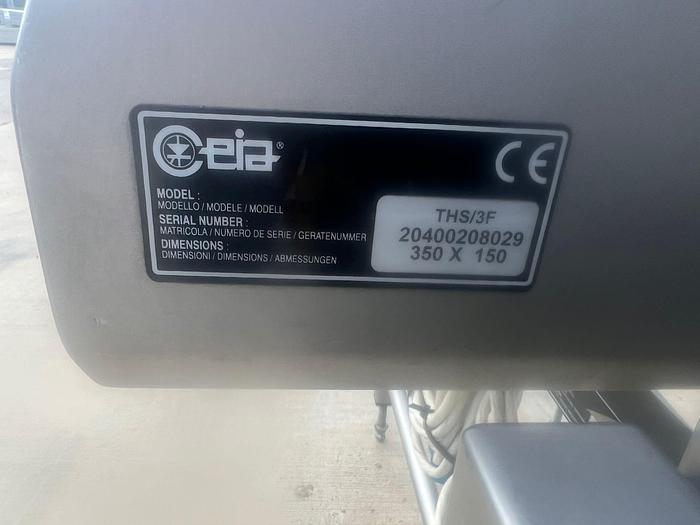 Ceia®
CE
MODEL :
MODELLO / MODELE / MODELL
THS/3F
SERIAL NUMBER :
MATRICOLA / NUMERO DE SERIE / GERATENUMMER
20400208029
DIMENSIONS :
DIMENSIONI / DIMENSIONS / ABMESSUNGEN
350 X 150